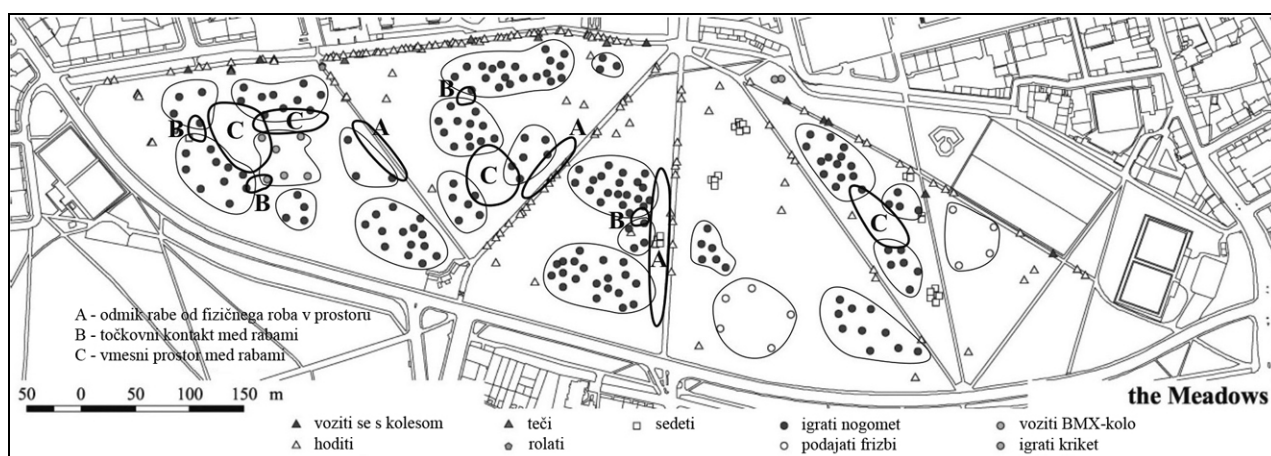 B
C
C
B
B
A
B
C
A
B
A
C
A - odmik rabe od fizičnega roba v prostoru
B - točkovni kontakt med rabami
C - vmesni prostor med rabami
50 0 50 100 150 m
the Meadows
voziti se s kolesom
hoditi
teči
rolati
sedeti
igrati nogomet
podajati frizbi
voziti BMX-kolo
igrati kriket